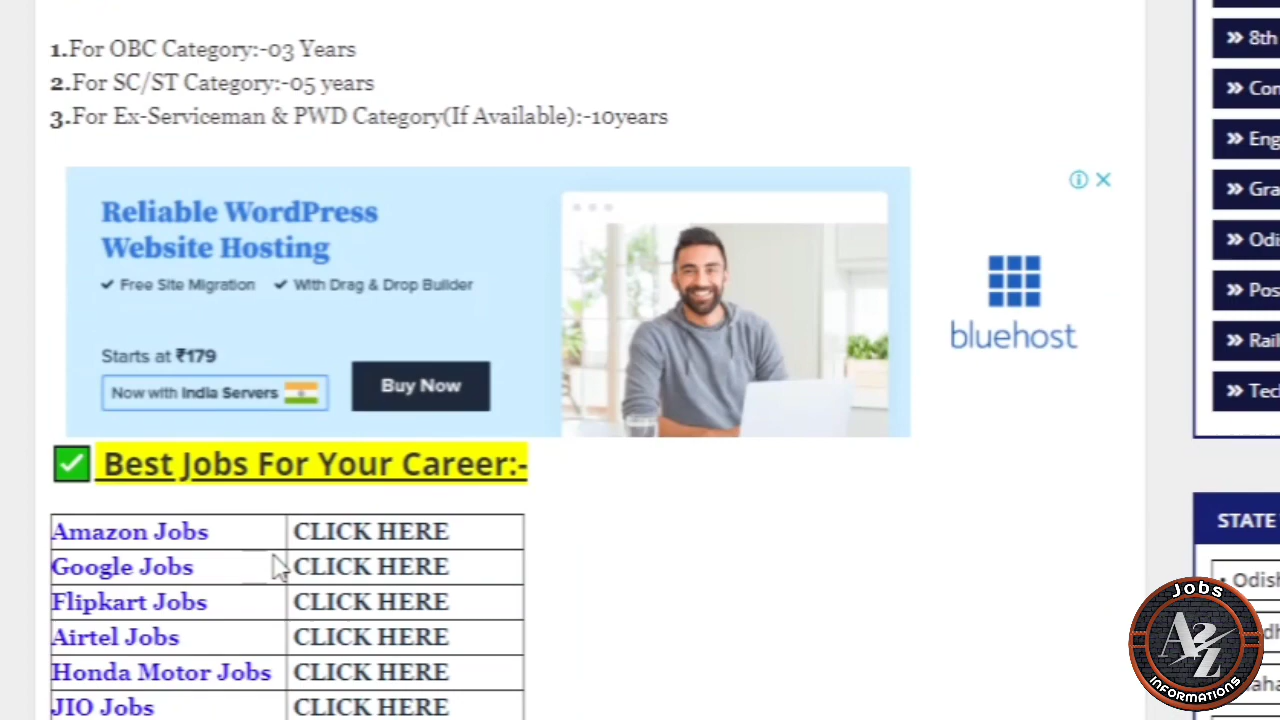 1.For OBC Category:-03 Years
2.For SC/ST Category:-05 years
3.For Ex-Serviceman & PWD Category(If Available):-10years
Reliable WordPress
Website Hosting
✓ Free Site Migration ✓ With Drag & Drop Builder
Starts at ₹179
Now with India Servers
Buy Now
bluehost
✅ Best Jobs For Your Career:-
Amazon Jobs CLICK HERE
Google Jobs CLICK HERE
Flipkart Jobs CLICK HERE
Airtel Jobs CLICK HERE
Honda Motor Jobs CLICK HERE
JIO Jobs CLICK HERE
» 8th
» Con
» Eng
» Gra
» Odi
» Pos
» Rail
» Tec
STATE
• Odish
Jobs
A2Z
INFORMATIONS